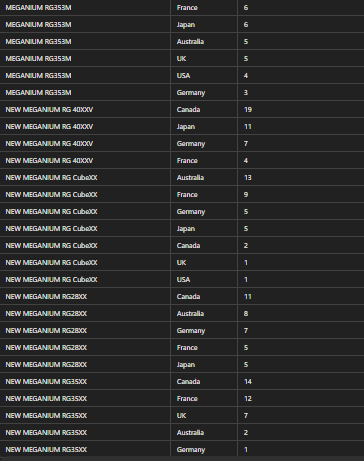 MEGANIUM RG353M France 6
MEGANIUM RG353M Japan 6
MEGANIUM RG353M Australia 5
MEGANIUM RG353M UK 5
MEGANIUM RG353M USA 4
MEGANIUM RG353M Germany 3
NEW MEGANIUM RG 40XXV Canada 19
NEW MEGANIUM RG 40XXV Japan 11
NEW MEGANIUM RG 40XXV Germany 7
NEW MEGANIUM RG 40XXV France 4
NEW MEGANIUM RG CubeXX Australia 13
NEW MEGANIUM RG CubeXX France 9
NEW MEGANIUM RG CubeXX Germany 5
NEW MEGANIUM RG CubeXX Japan 5
NEW MEGANIUM RG CubeXX Canada 2
NEW MEGANIUM RG CubeXX UK 1
NEW MEGANIUM RG CubeXX USA 1
NEW MEGANIUM RG28XX Canada 11
NEW MEGANIUM RG28XX Australia 8
NEW MEGANIUM RG28XX Germany 7
NEW MEGANIUM RG28XX France 5
NEW MEGANIUM RG28XX Japan 5
NEW MEGANIUM RG35XX Canada 14
NEW MEGANIUM RG35XX France 12
NEW MEGANIUM RG35XX UK 7
NEW MEGANIUM RG35XX Australia 2
NEW MEGANIUM RG35XX Germany 1